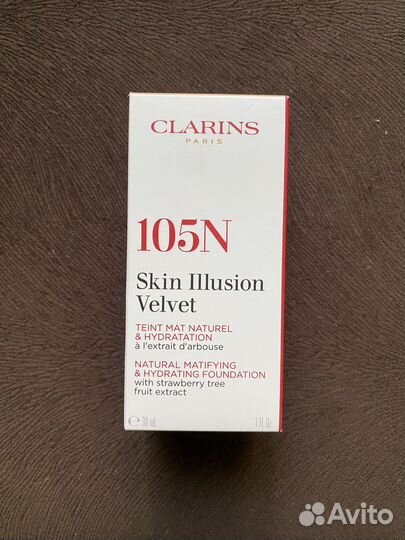 CLARINS
PARIS
105N
Skin Illusion
Velvet
TEINT MAT NATUREL
& HYDRATATION
à l'extrait d'arbouse
NATURAL MATIFYING
& HYDRATING FOUNDATION
with strawberry tree
fruit extract
℮ 30 mL 1 Fl. Oz.
Avito